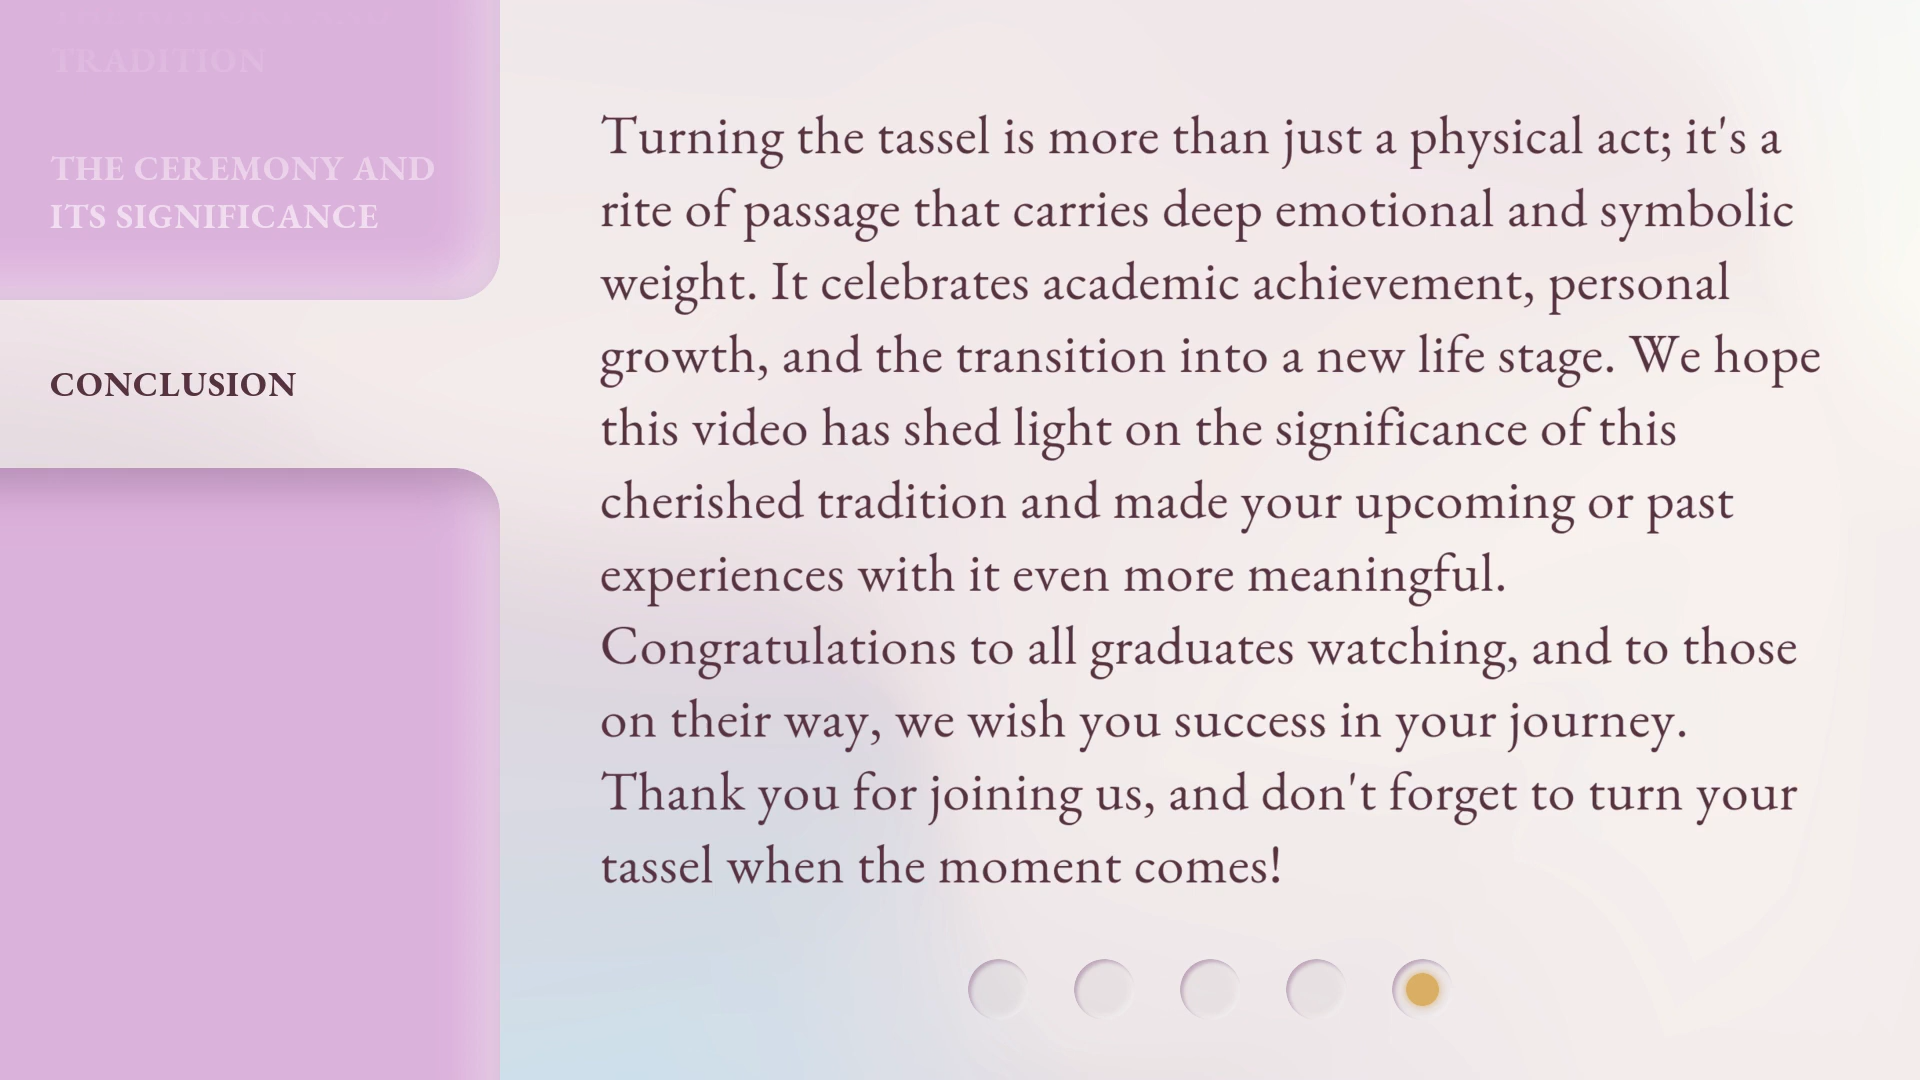 TRADITION
THE CEREMONY AND
ITS SIGNIFICANCE
CONCLUSION
Turning the tassel is more than just a physical act; it's a
rite of passage that carries deep emotional and symbolic
weight. It celebrates academic achievement, personal
growth, and the transition into a new life stage. We hope
this video has shed light on the significance of this
cherished tradition and made your upcoming or past
experiences with it even more meaningful.
Congratulations to all graduates watching, and to those
on their way, we wish you success in your journey.
Thank you for joining us, and don't forget to turn your
tassel when the moment comes!